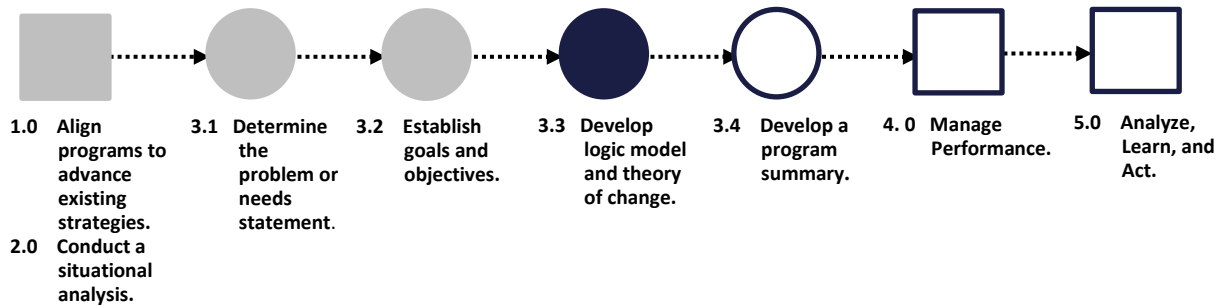 1.0 Align
programs to
advance
existing
strategies.
2.0 Conduct a
situational
analysis.
3.1 Determine
the
problem or
needs
statement.
3.2 Establish
goals and
objectives.
3.3 Develop
logic model
and theory
of change.
3.4 Develop a
program
summary.
4. 0 Manage
Performance.
5.0 Analyze,
Learn, and
Act.